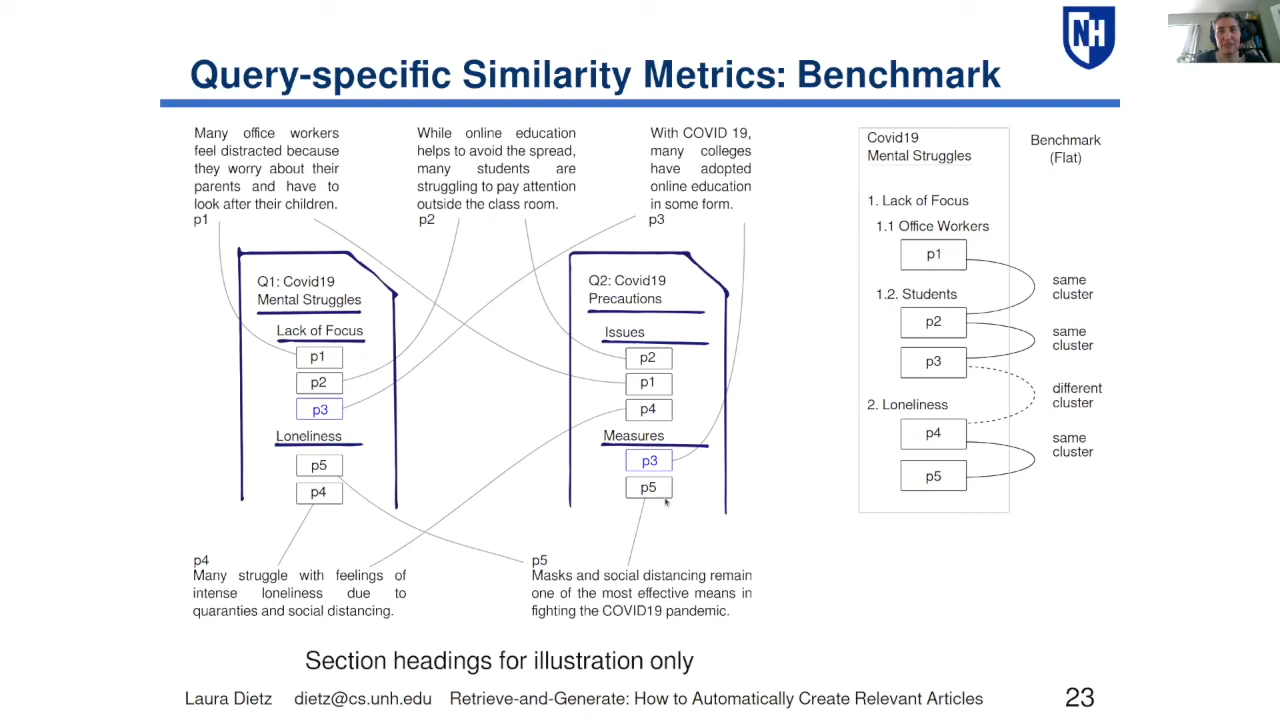 NH
Query-specific Similarity Metrics: Benchmark
Many office workers
feel distracted because
they worry about their
parents and have to
look after their children.
p1
While online education
helps to avoid the spread,
many students are
struggling to pay attention
outside the class room.
p2
With COVID 19,
many colleges
have adopted
online education
in some form.
p3
Q1: Covid19
Mental Struggles
Lack of Focus
p1
p2
p3
Loneliness
p5
p4
Q2: Covid19
Precautions
Issues
p2
p1
p4
Measures
p3
p5
p4
Many struggle with feelings of
intense loneliness due to
quaranties and social distancing.
p5
Masks and social distancing remain
one of the most effective means in
fighting the COVID19 pandemic.
Covid19
Mental Struggles
1. Lack of Focus
1.1 Office Workers
p1
1.2. Students
p2
p3
2. Loneliness
p4
p5
Benchmark
(Flat)
same
cluster
same
cluster
different
cluster
same
cluster
Section headings for illustration only
Laura Dietz dietz@cs.unh.edu Retrieve-and-Generate: How to Automatically Create Relevant Articles
23